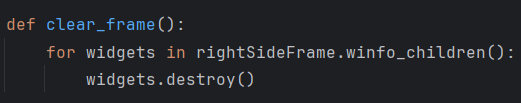 def clear_frame():
    for widgets in rightSideFrame.winfo_children():
        widgets.destroy()